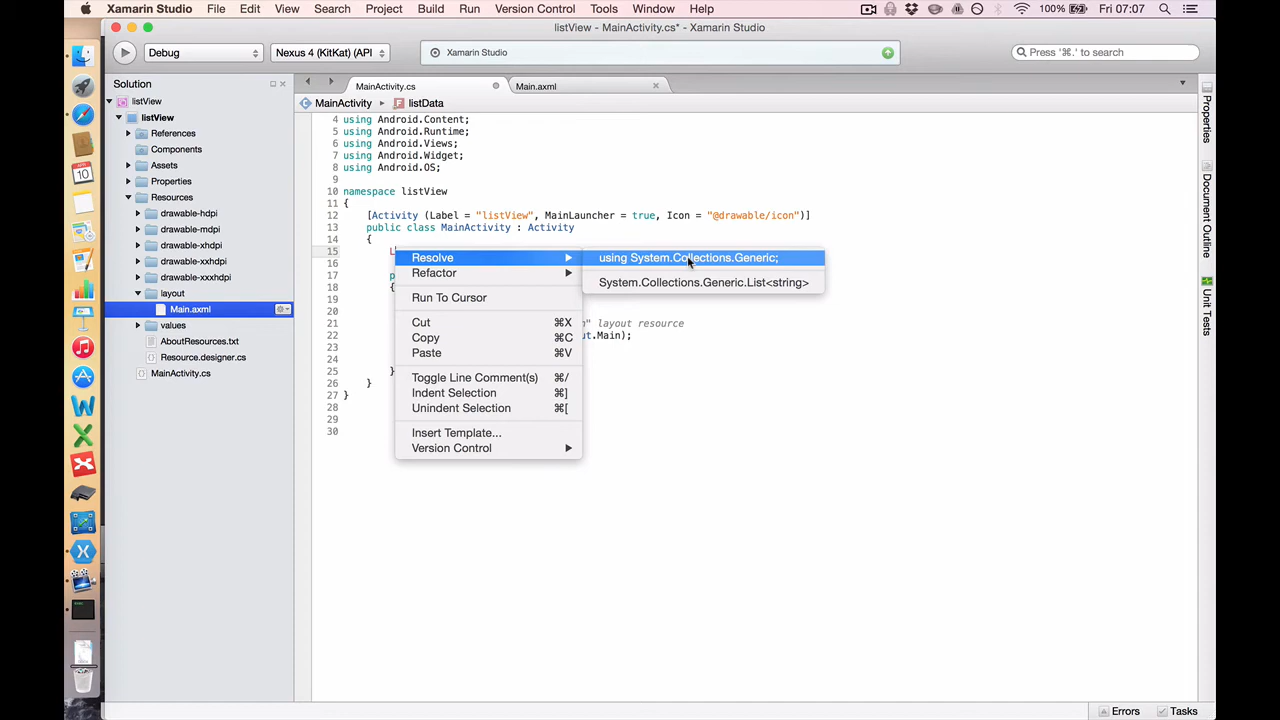 Xamarin Studio File Edit View Search Project Build Run Version Control Tools Window Help 100% Fri 07:07
listView - MainActivity.cs* - Xamarin Studio
Debug Nexus 4 (KitKat) (API Xamarin Studio Press '⌘.' to search
Solution
MainActivity.cs Main.axml
MainActivity listData
listView
listView
References
Components
Assets
Properties
Resources
drawable-hdpi
drawable-mdpi
drawable-xhdpi
drawable-xxhdpi
drawable-xxxhdpi
layout
Main.axml
values
AboutResources.txt
Resource.designer.cs
MainActivity.cs
4 using Android.Content;
5 using Android.Runtime;
6 using Android.Views;
7 using Android.Widget;
8 using Android.OS;
9
10 namespace listView
11 {
12 [Activity (Label = "listView", MainLauncher = true, Icon = "@drawable/icon")]
13 public class MainActivity : Activity
14 {
15
16
17
18 {
19
20
21 " layout resource
22 t.Main);
23
24
25 }
26 }
27 }
28
29
30
Resolve
Refactor
Run To Cursor
Cut ⌘X
Copy ⌘C
Paste ⌘V
Toggle Line Comment(s) ⌘/
Indent Selection ⌘]
Unindent Selection ⌘[
Insert Template...
Version Control
using System.Collections.Generic;
System.Collections.Generic.List<string>
Properties
Document Outline
Unit Tests
JUL
10
Errors Tasks